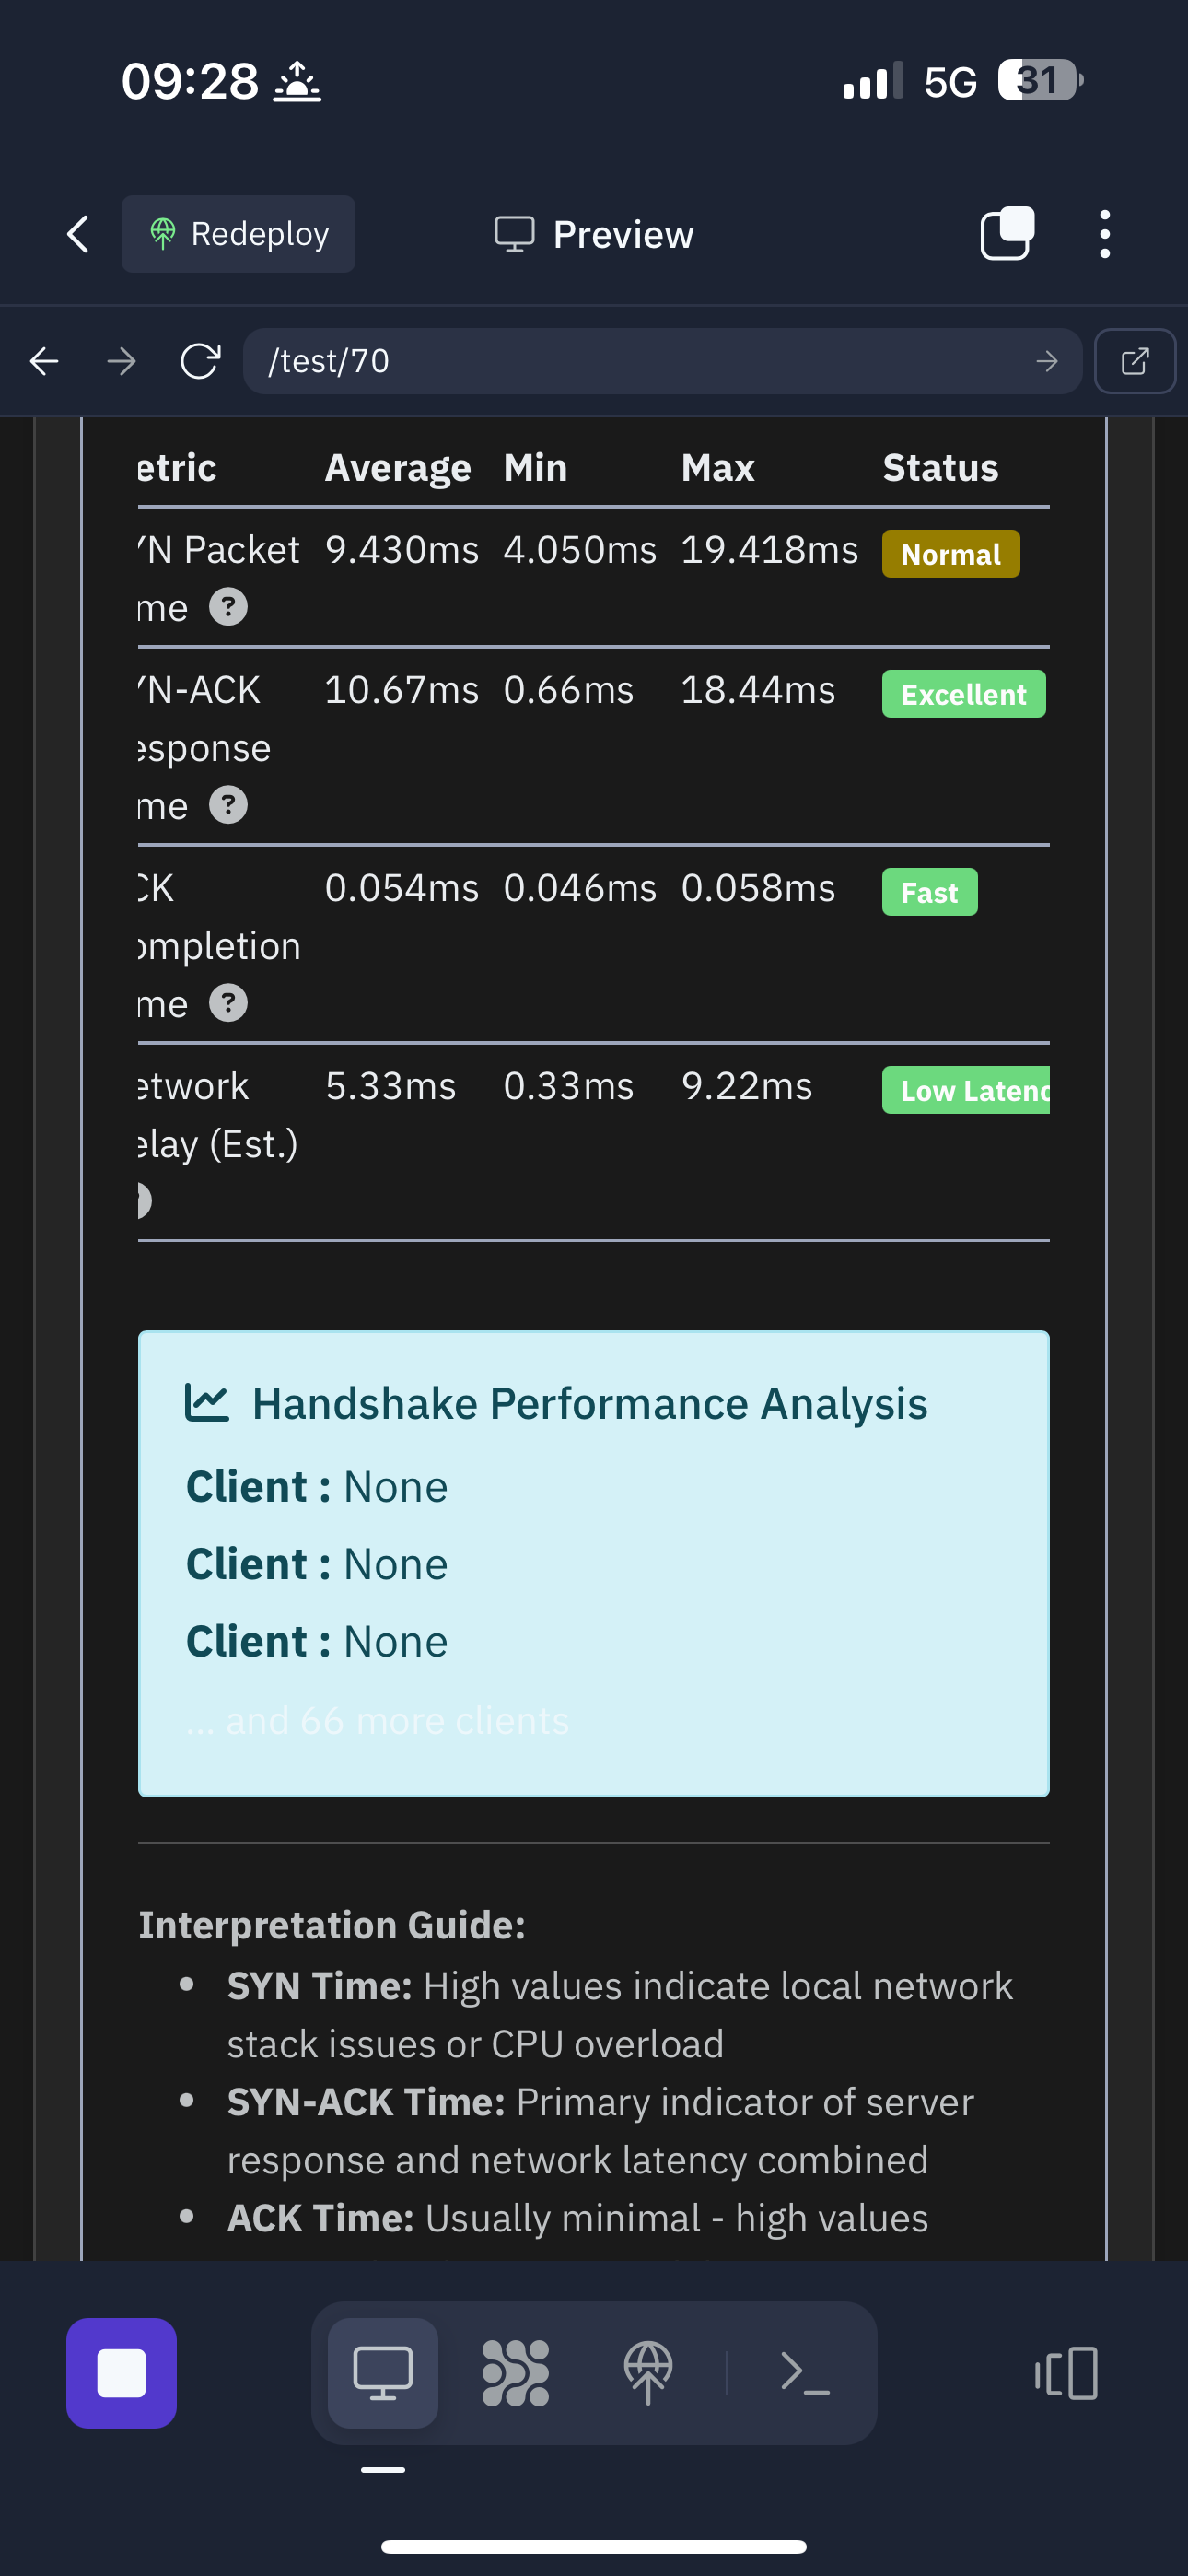 09:28
5G 31
Redeploy
Preview
/test/70
etric Average Min Max Status
YN Packet 9.430ms 4.050ms 19.418ms Normal
me ?
YN-ACK 10.67ms 0.66ms 18.44ms Excellent
esponse
me ?
CK 0.054ms 0.046ms 0.058ms Fast
ompletion
me ?
etwork 5.33ms 0.33ms 9.22ms Low Latenc
elay (Est.)
Handshake Performance Analysis
Client : None
Client : None
Client : None
... and 66 more clients
Interpretation Guide:
• SYN Time: High values indicate local network
stack issues or CPU overload
• SYN-ACK Time: Primary indicator of server
response and network latency combined
• ACK Time: Usually minimal - high values